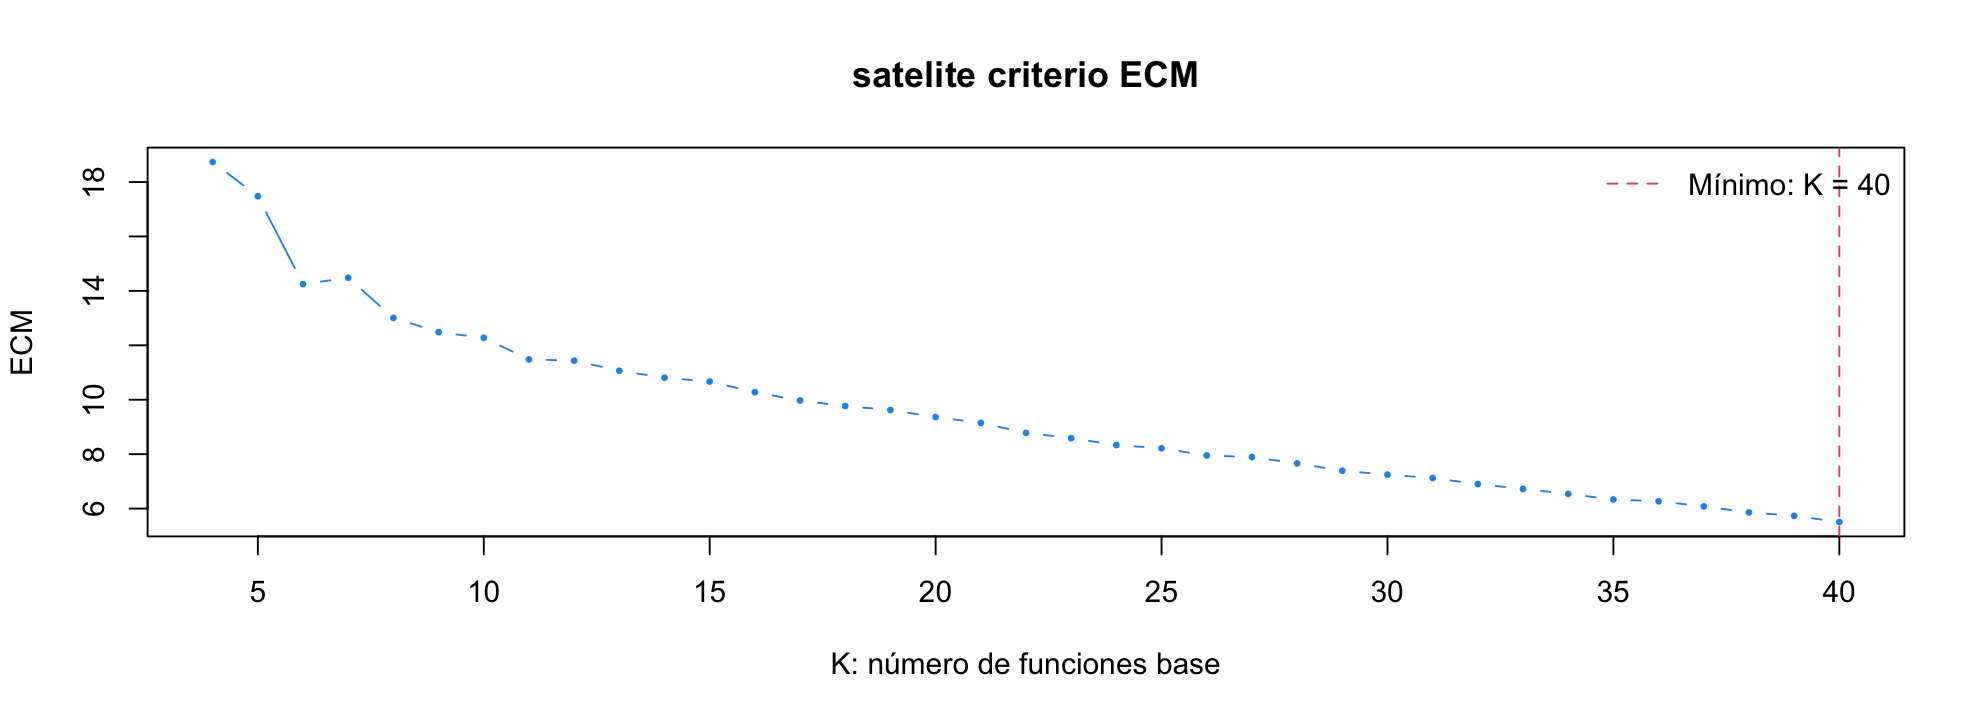 satelite criterio ECM
Mínimo: K = 40
18
14
10
8
6
ECM
5 10 15 20 25 30 35 40
K: número de funciones base